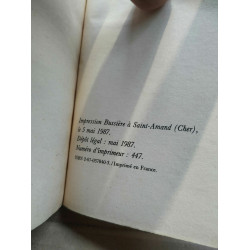 Impression Bussière à Saint-Amand (Cher),
le 5 mai 1987.
Dépôt légal : mai 1987.
Numéro d'imprimeur : 447.
Imprimé en France.